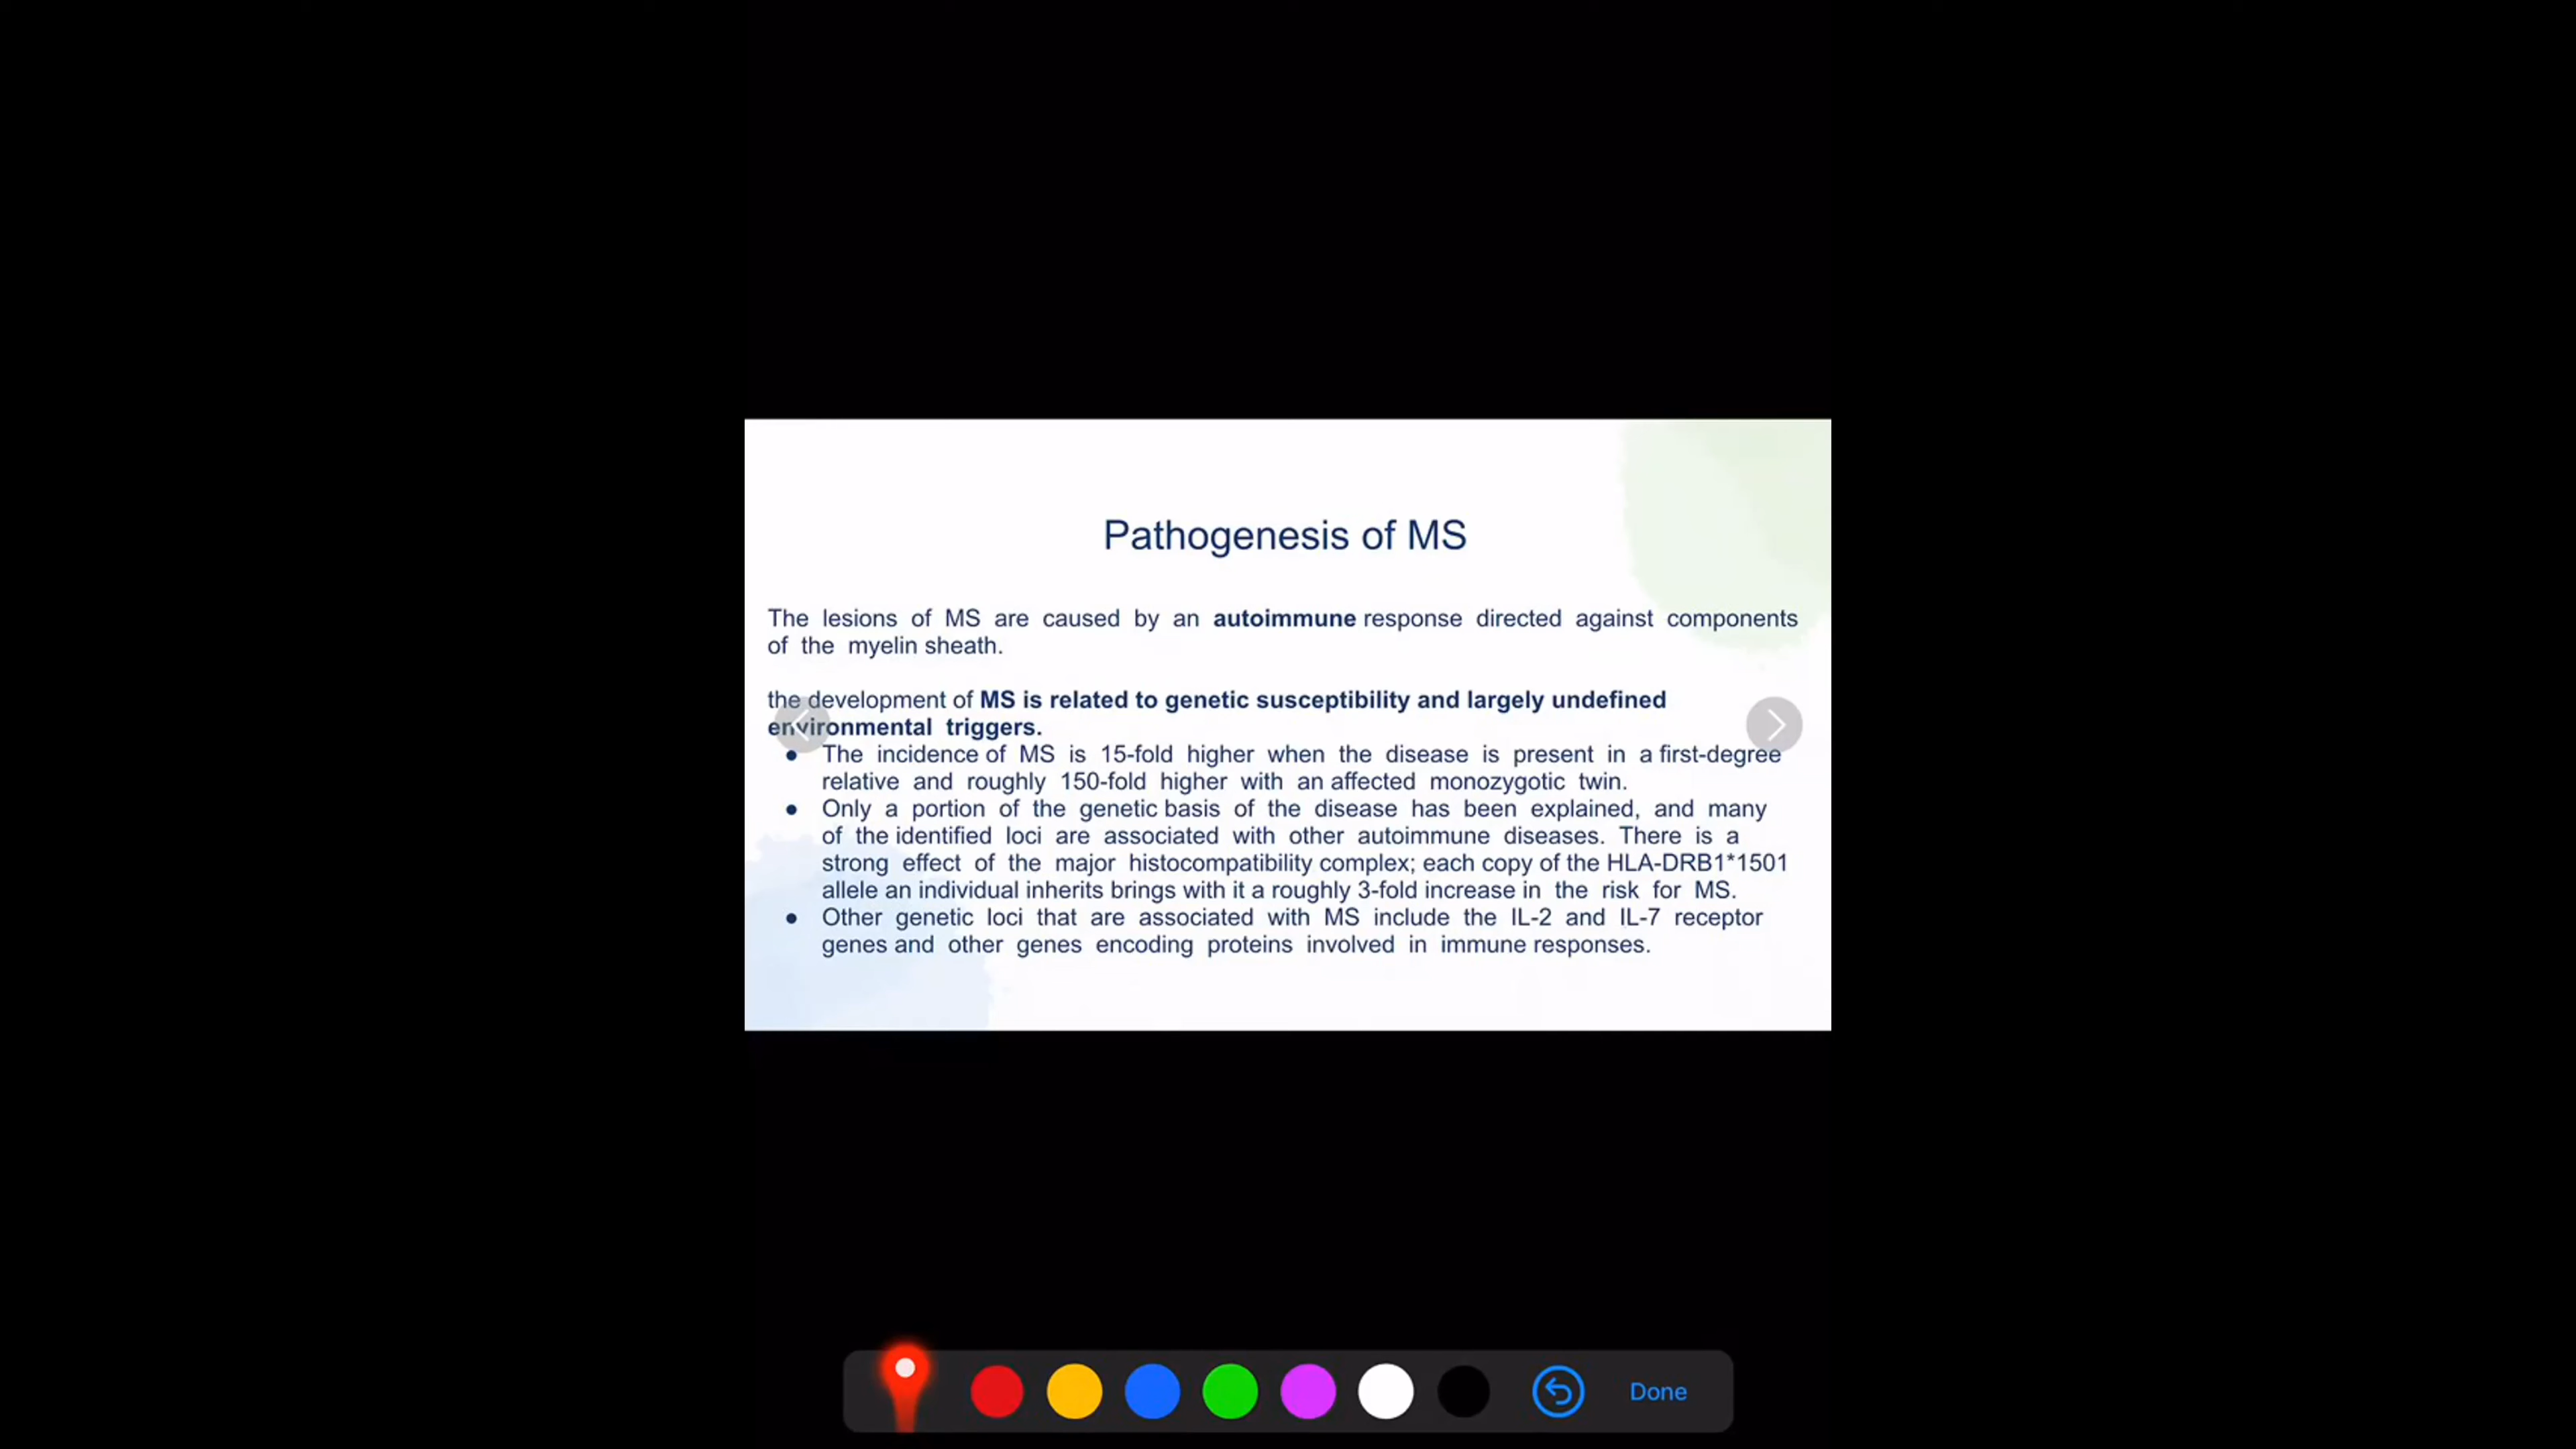 Pathogenesis of MS
The lesions of MS are caused by an autoimmune response directed against components
of the myelin sheath.
the development of MS is related to genetic susceptibility and largely undefined
environmental triggers.
● The incidence of MS is 15-fold higher when the disease is present in a first-degree
relative and roughly 150-fold higher with an affected monozygotic twin.
● Only a portion of the genetic basis of the disease has been explained, and many
of the identified loci are associated with other autoimmune diseases. There is a
strong effect of the major histocompatibility complex; each copy of the HLA-DRB1*1501
allele an individual inherits brings with it a roughly 3-fold increase in the risk for MS.
● Other genetic loci that are associated with MS include the IL-2 and IL-7 receptor
genes and other genes encoding proteins involved in immune responses.
Done